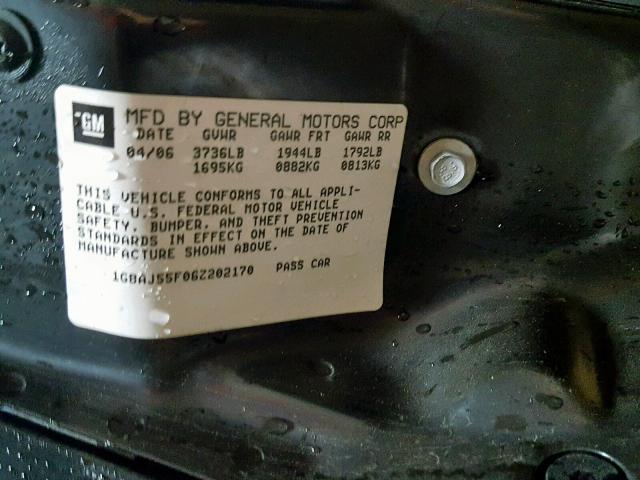 GM
MFD BY GENERAL MOTORS CORP
DATE GVWR GAWR FRT GAWR RR
04/06 3736LB 1944LB 1792LB
1695KG 0882KG 0813KG
THIS VEHICLE CONFORMS TO ALL APPLI-
CABLE U.S. FEDERAL MOTOR VEHICLE
SAFETY, BUMPER, AND THEFT PREVENTION
STANDARDS IN EFFECT ON THE DATE OF
MANUFACTURE SHOWN ABOVE.
1G8AJ55F06Z202170 PASS CAR